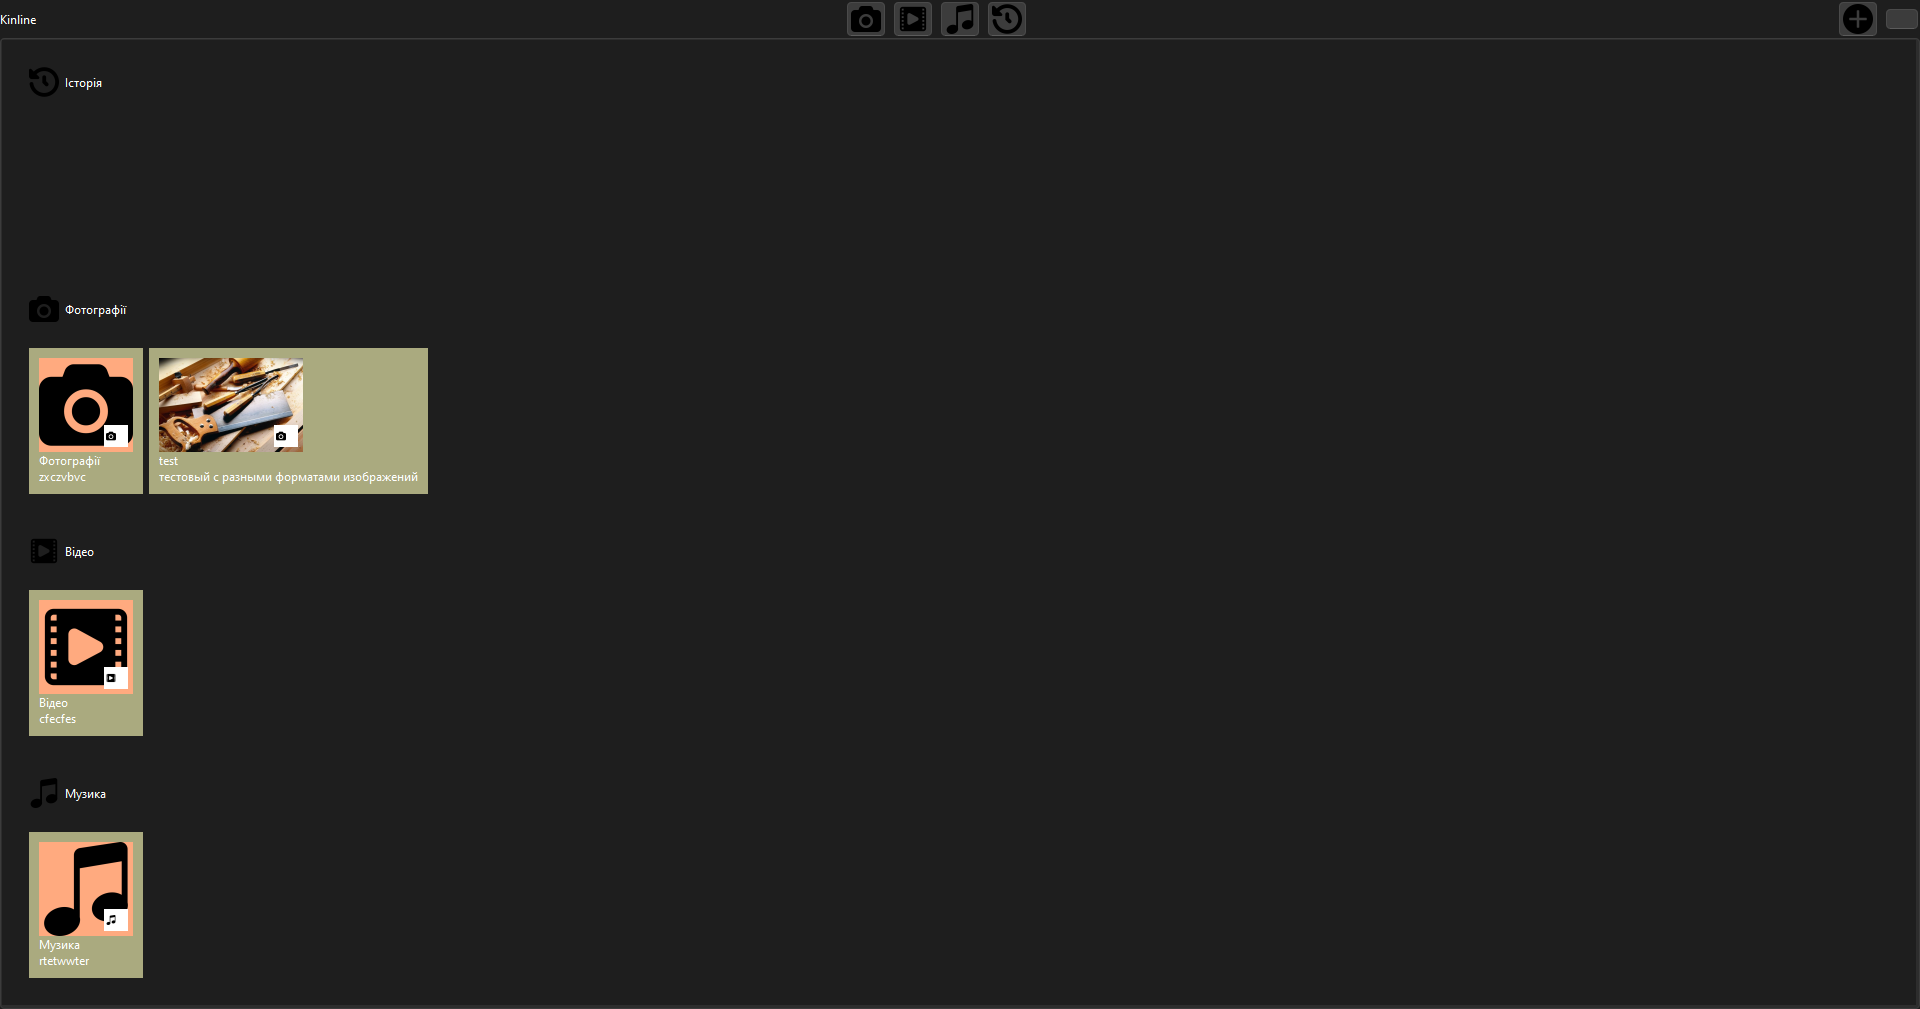 Kinline
Історія
Фотографії
Фотографії
zxczvbvc
test
тестовый с разными форматами изображений
Відео
Відео
cfecfes
Музика
Музика
rtetwwter